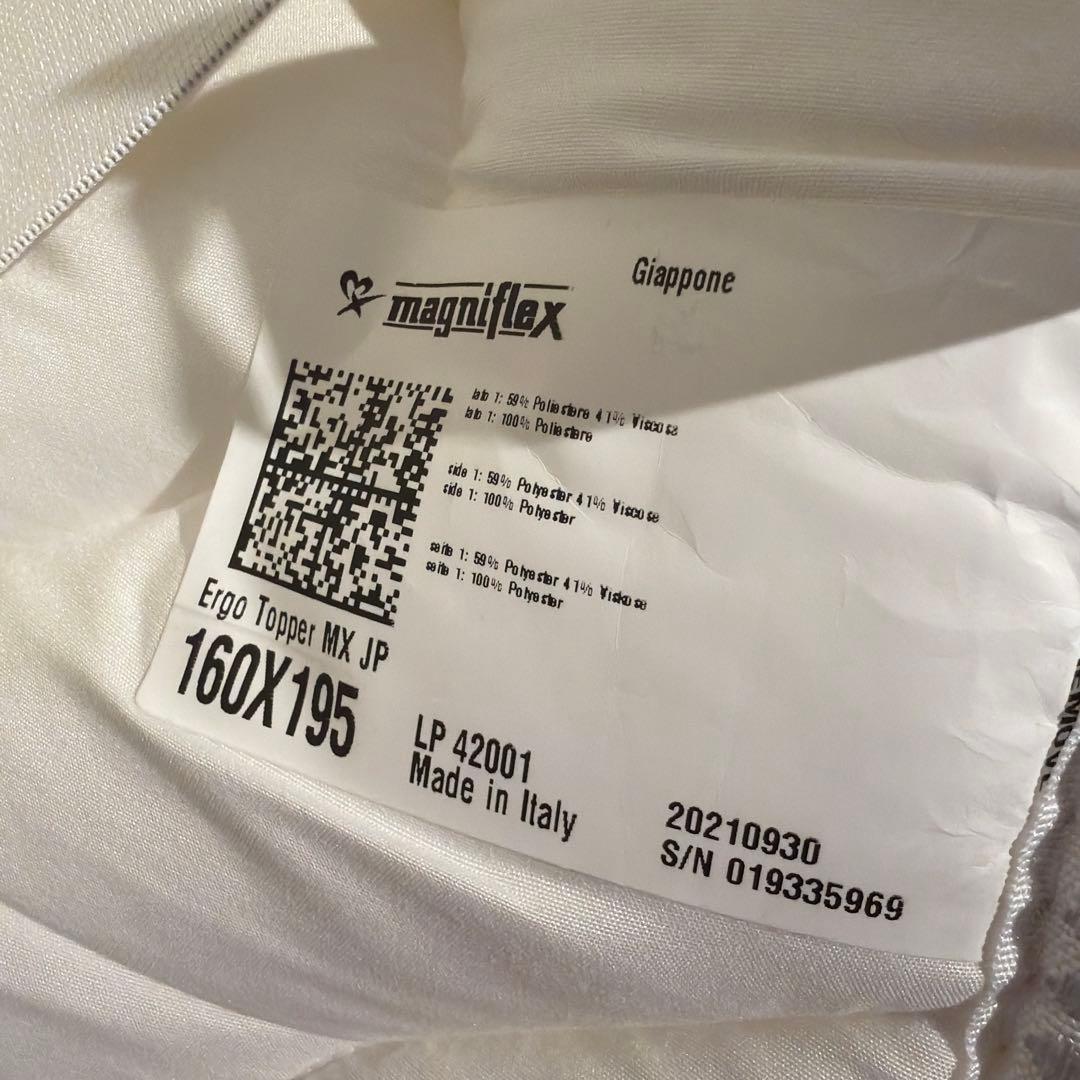 magniflex
Giappone
lato 1: 59% Poliestere 41% Viscosa
lato 1: 100% Poliestere
side 1: 59% Polyester 41% Viscose
side 1: 100% Polyester
seite 1: 59% Polyester 41% Viskose
seite 1: 100% Polyester
Ergo Topper MX JP
160X195
LP 42001
Made in Italy
20210930
S/N 019335969